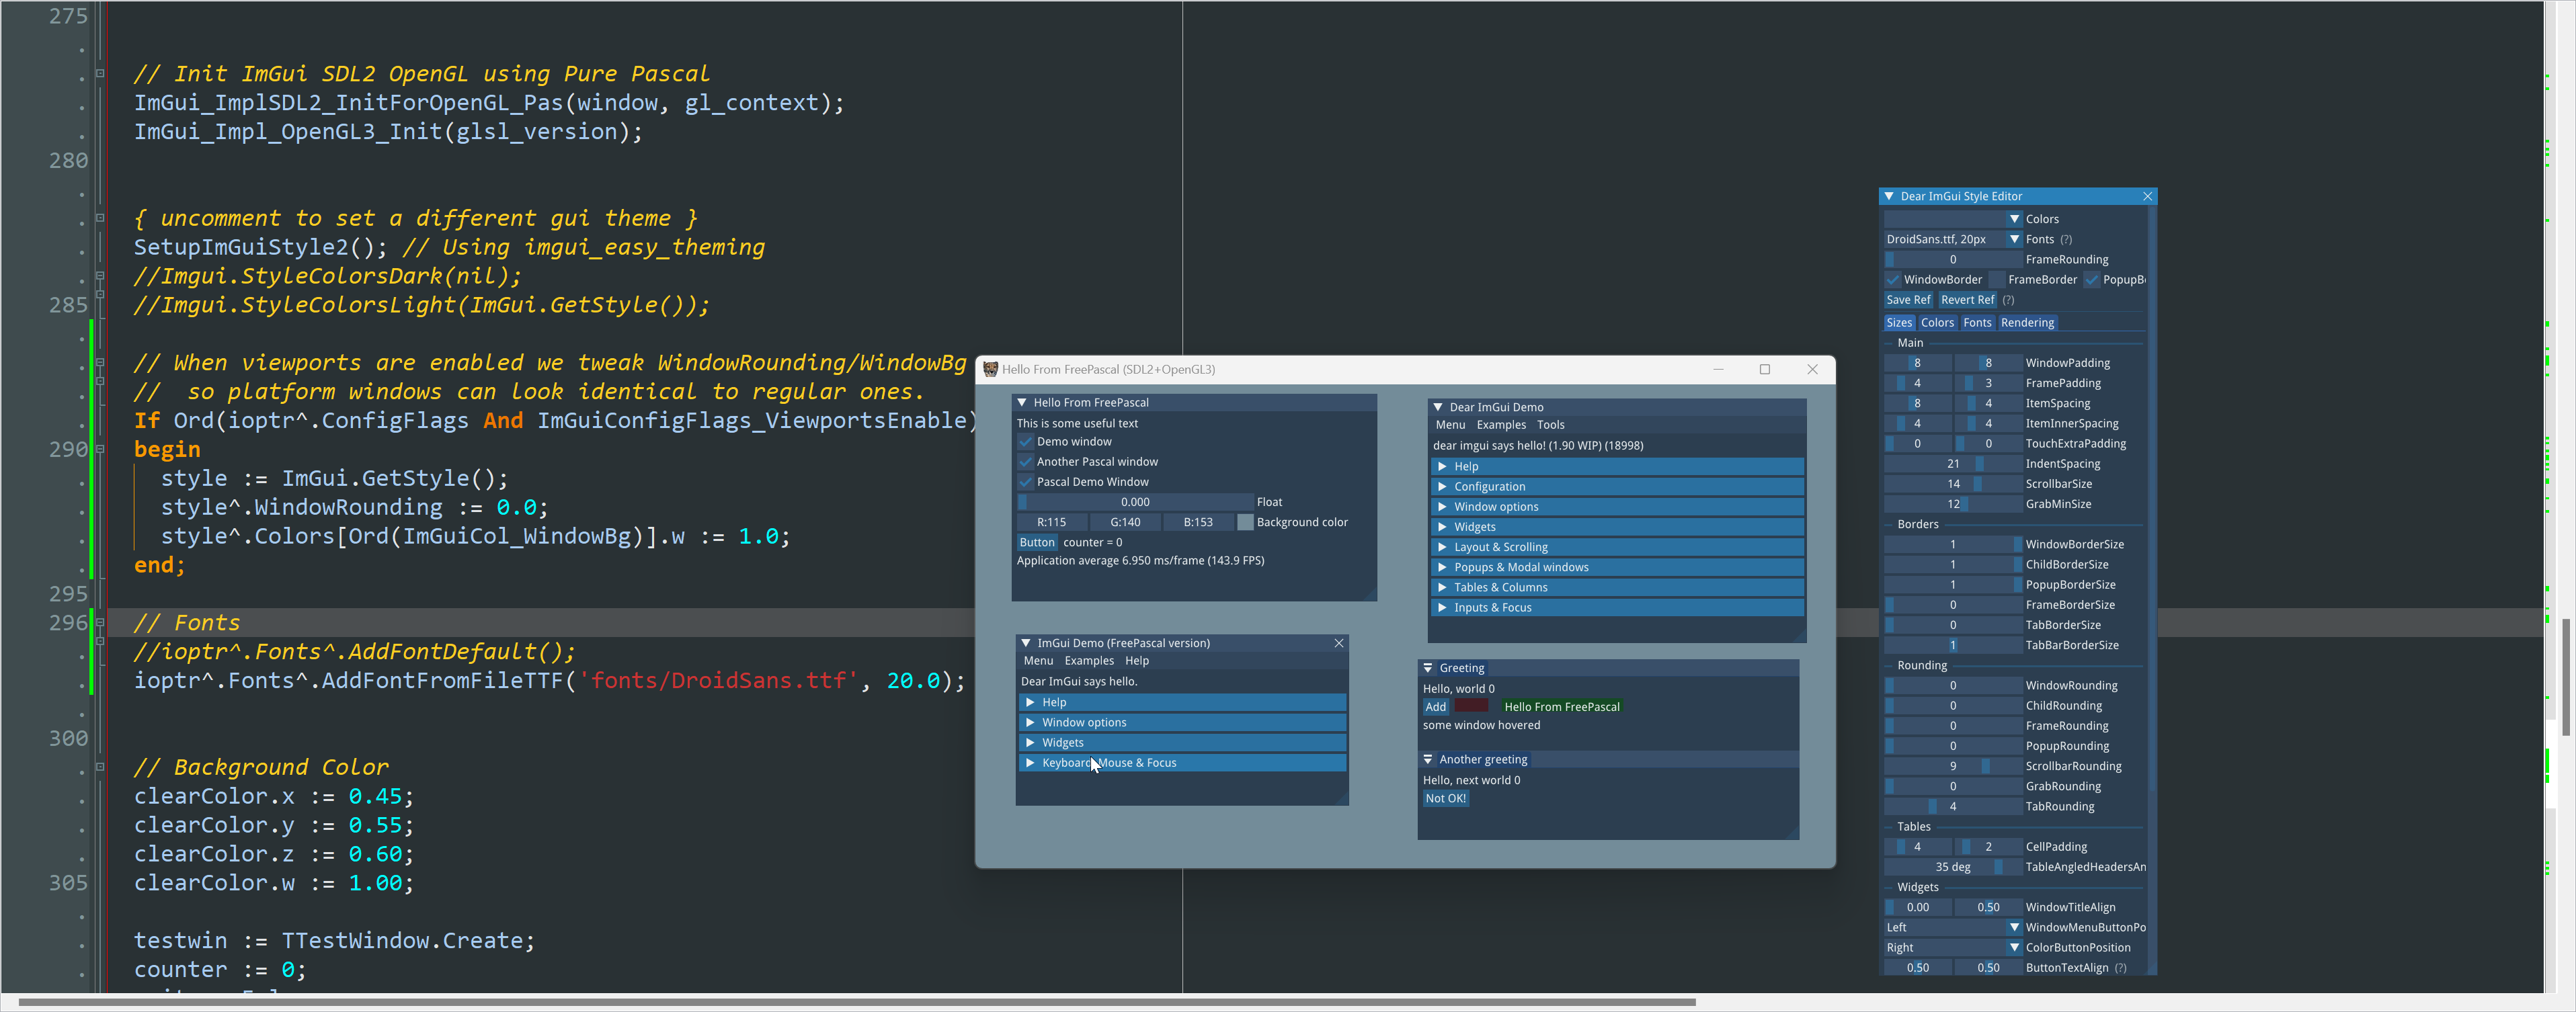 275
// Init ImGui SDL2 OpenGL using Pure Pascal
ImGui_ImplSDL2_InitForOpenGL_Pas(window, gl_context);
ImGui_Impl_OpenGL3_Init(glsl_version);
280
{ uncomment to set a different gui theme }
SetupImGuiStyle2(); // Using imgui_easy_theming
//Imgui.StyleColorsDark(nil);
285 //Imgui.StyleColorsLight(ImGui.GetStyle());
// When viewports are enabled we tweak WindowRounding/WindowBg
//  so platform windows can look identical to regular ones.
If Ord(ioptr^.ConfigFlags And ImGuiConfigFlags_ViewportsEnable)
290 begin
style := ImGui.GetStyle();
style^.WindowRounding := 0.0;
style^.Colors[Ord(ImGuiCol_WindowBg)].w := 1.0;
end;
295
296 // Fonts
//ioptr^.Fonts^.AddFontDefault();
ioptr^.Fonts^.AddFontFromFileTTF('fonts/DroidSans.ttf', 20.0);
300
// Background Color
clearColor.x := 0.45;
clearColor.y := 0.55;
clearColor.z := 0.60;
305 clearColor.w := 1.00;
testwin := TTestWindow.Create;
counter := 0;
Hello From FreePascal (SDL2+OpenGL3)
Hello From FreePascal
This is some useful text
Demo window
Another Pascal window
Pascal Demo Window
0.000 Float
R:115 G:140 B:153 Background color
Button counter = 0
Application average 6.950 ms/frame (143.9 FPS)
Dear ImGui Demo
Menu Examples Tools
dear imgui says hello! (1.90 WIP) (18998)
Help
Configuration
Window options
Widgets
Layout & Scrolling
Popups & Modal windows
Tables & Columns
Inputs & Focus
ImGui Demo (FreePascal version)
Menu Examples Help
Dear ImGui says hello.
Help
Window options
Widgets
Keyboard, Mouse & Focus
Greeting
Hello, world 0
Add Hello From FreePascal
some window hovered
Another greeting
Hello, next world 0
Not OK!
Dear ImGui Style Editor
Colors
DroidSans.ttf, 20px Fonts (?)
0 FrameRounding
WindowBorder FrameBorder PopupB
Save Ref Revert Ref (?)
Sizes Colors Fonts Rendering
Main
8 8 WindowPadding
4 3 FramePadding
8 4 ItemSpacing
4 4 ItemInnerSpacing
0 0 TouchExtraPadding
21 IndentSpacing
14 ScrollbarSize
12 GrabMinSize
Borders
1 WindowBorderSize
1 ChildBorderSize
1 PopupBorderSize
0 FrameBorderSize
0 TabBorderSize
1 TabBarBorderSize
Rounding
0 WindowRounding
0 ChildRounding
0 FrameRounding
0 PopupRounding
9 ScrollbarRounding
0 GrabRounding
4 TabRounding
Tables
4 2 CellPadding
35 deg TableAngledHeadersAn
Widgets
0.00 0.50 WindowTitleAlign
Left WindowMenuButtonPo
Right ColorButtonPosition
0.50 0.50 ButtonTextAlign (?)